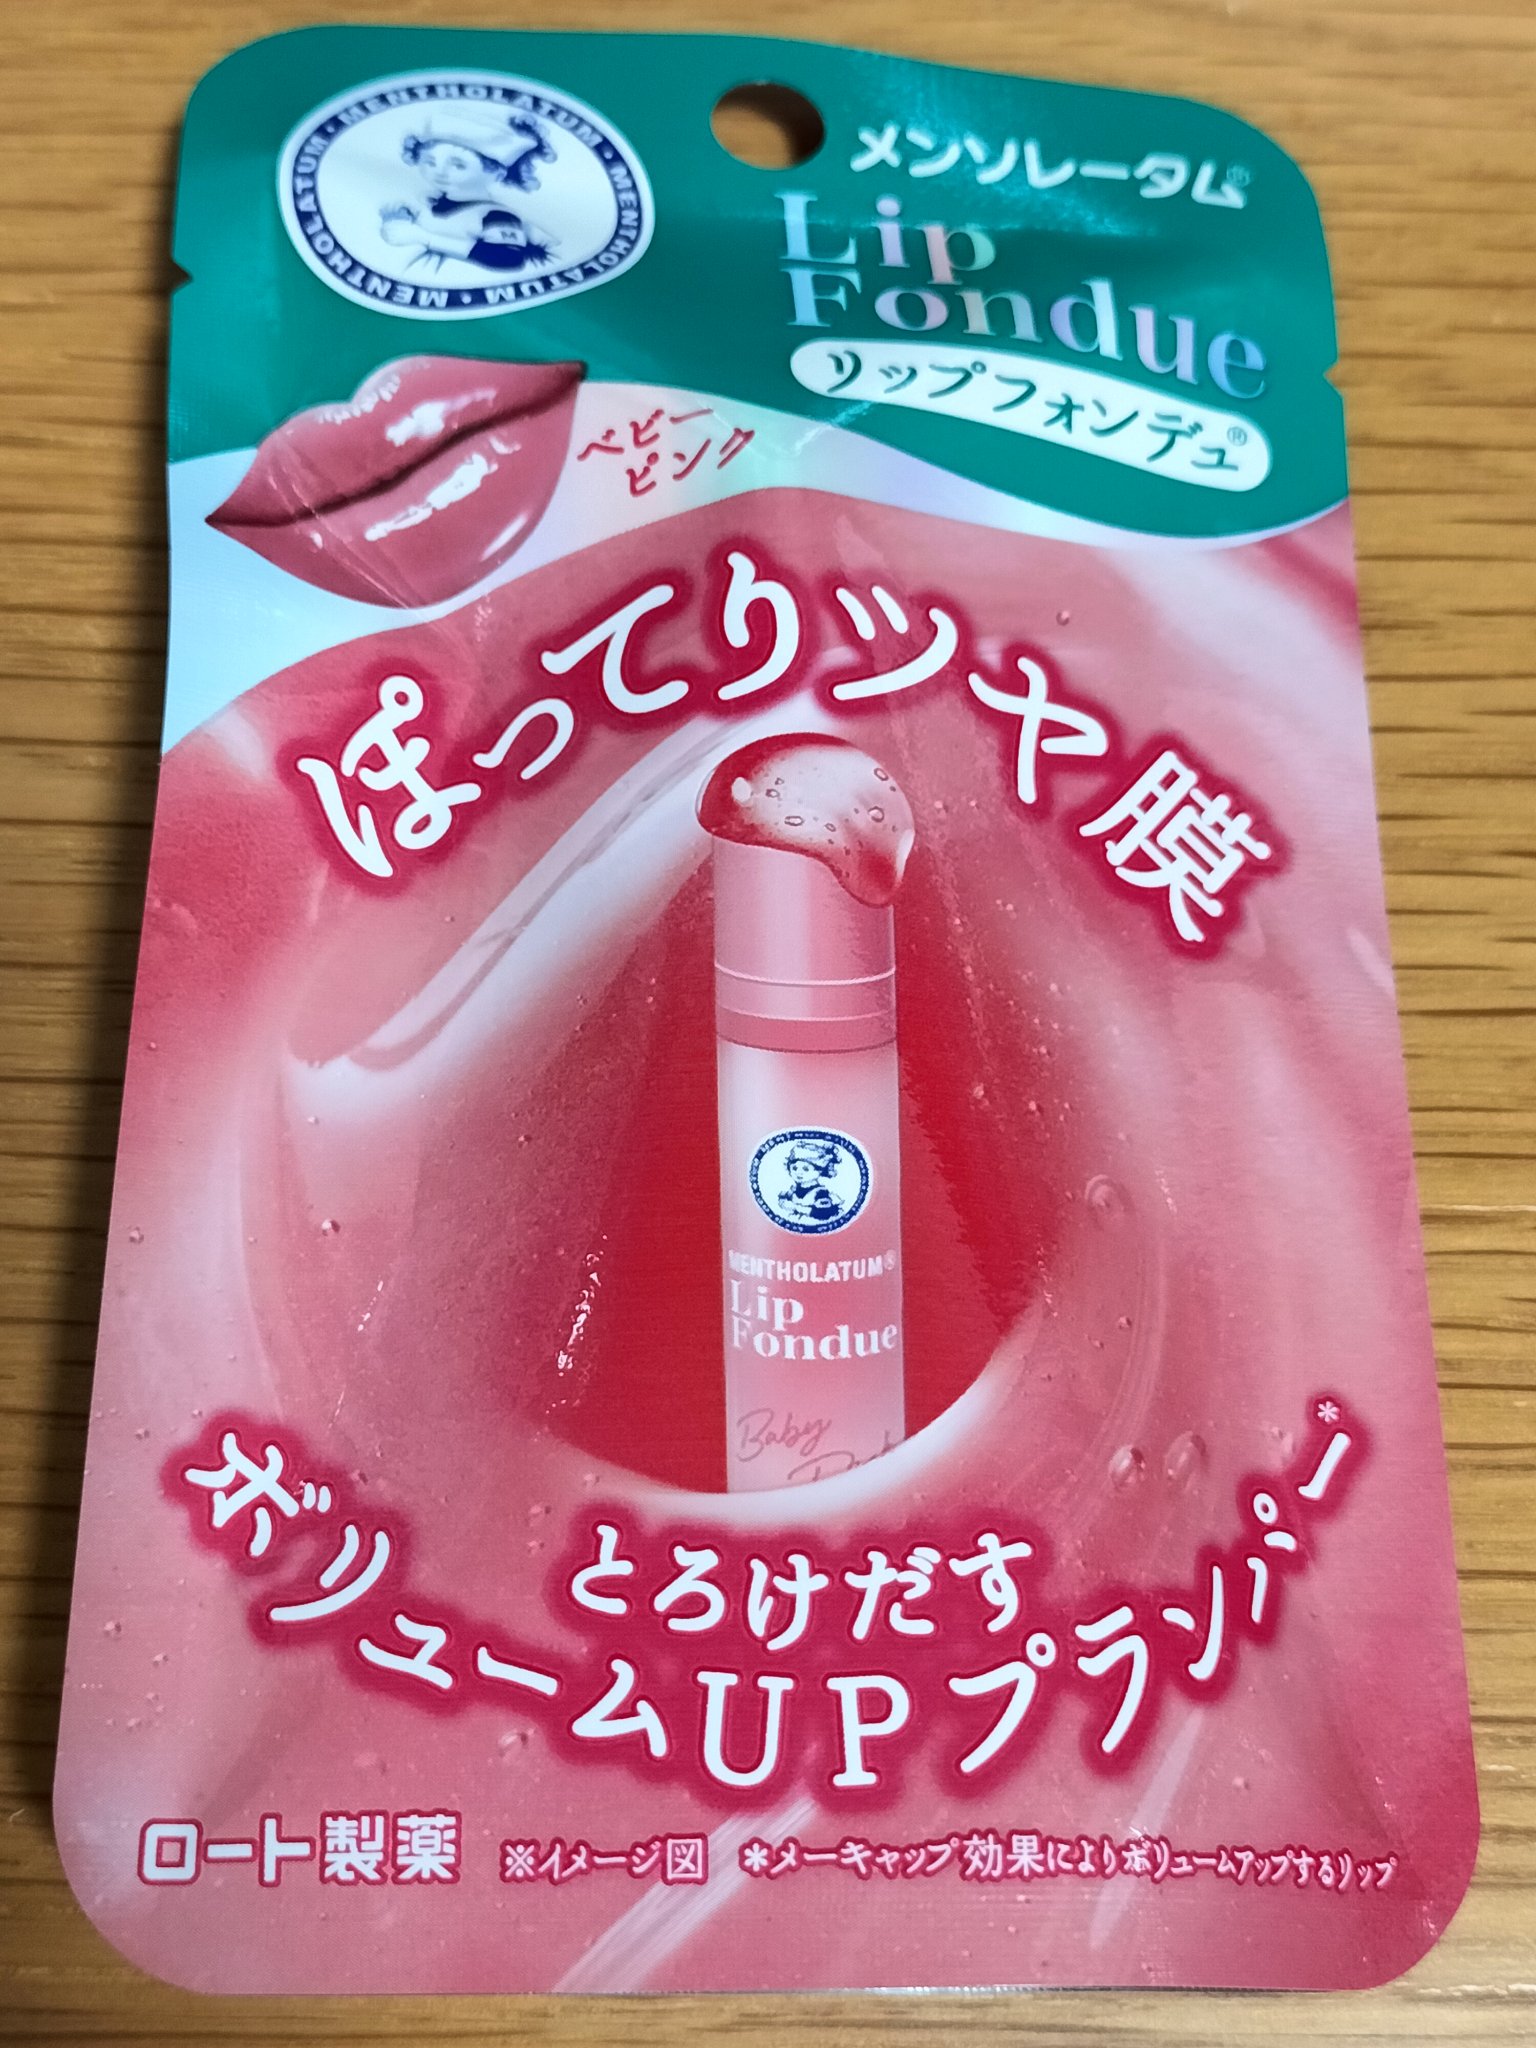 MENTHOLATUM • MENTHOLATUM • MENTHOLATUM • MENTHOLATUM
メンソレータム®
Lip
Fondue
リップフォンデュ®
ベビー
ピンク
ぽってりツヤ膜
MENTHOLATUM®
Lip
Fondue
Baby
とろけだす
ボリュームUPプランパー*
ロート製薬
※イメージ図
*メーキャップ効果によりボリュームアップするリップ